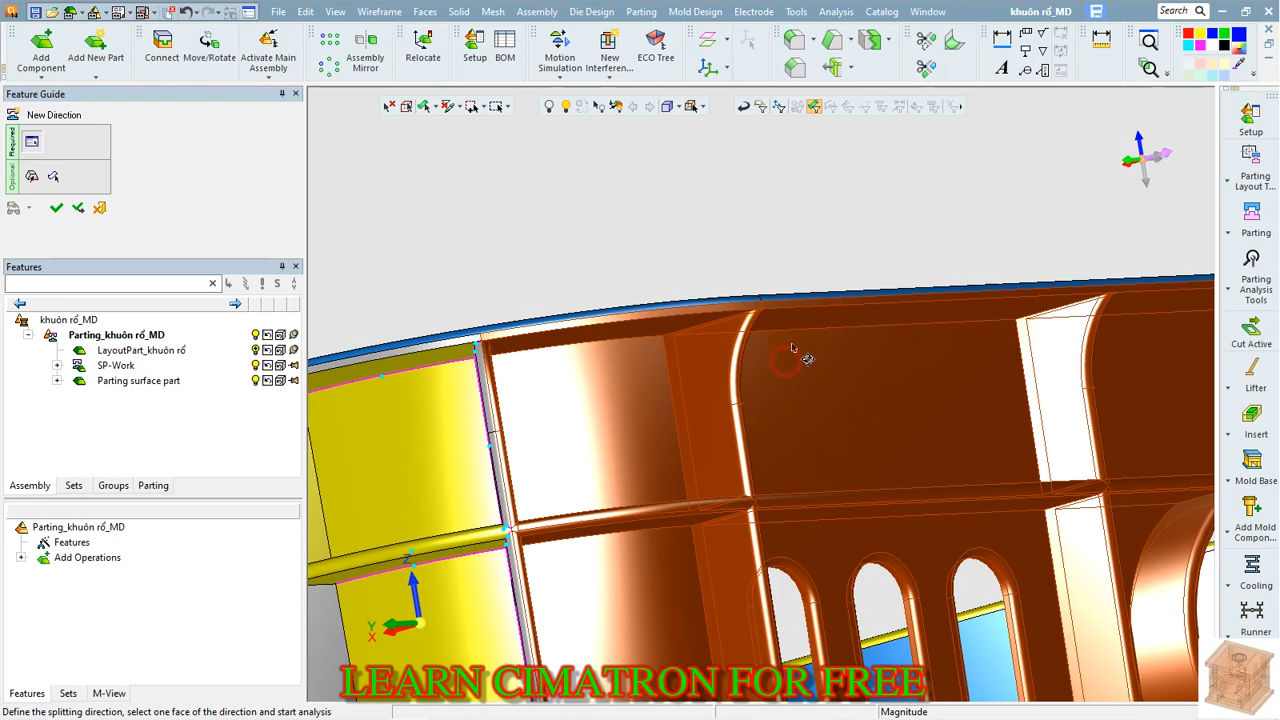 File Edit View Wireframe Faces Solid Mesh Assembly Die Design Parting Mold Design Electrode Tools Analysis Catalog Window khuôn rổ_MD Search
Add Component
Add New Part
Connect
Move/Rotate
Activate Main Assembly
Assembly Mirror
Relocate
Setup
BOM
Motion Simulation
New Interferen...
ECO Tree
Feature Guide
New Direction
Required
Optional
Features
khuôn rổ_MD
Parting_khuôn rổ_MD
LayoutPart_khuôn rổ
SP-Work
Parting surface part
Assembly Sets Groups Parting
Parting_khuôn rổ_MD
Features
Add Operations
Features Sets M-View
Z
Y
X
LEARN CIMATRON FOR FREE
Setup
Parting Layout T...
Parting
Parting Analysis Tools
Cut Active
Lifter
Insert
Mold Base
Add Mold Compon...
Cooling
Runner
Define the splitting direction, select one face of the direction and start analysis
Magnitude